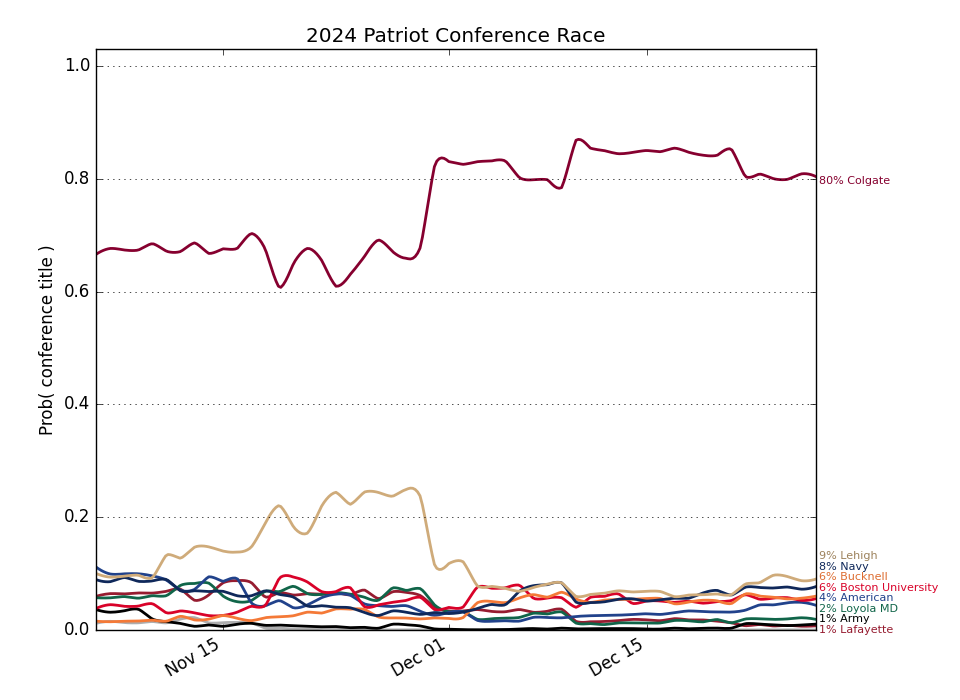 2024 Patriot Conference Race
Prob( conference title )
1.0
0.8
0.6
0.4
0.2
0.0
Nov 15
Dec 01
Dec 15
80% Colgate
9% Lehigh
8% Navy
6% Bucknell
6% Boston University
4% American
2% Loyola MD
1% Army
1% Lafayette